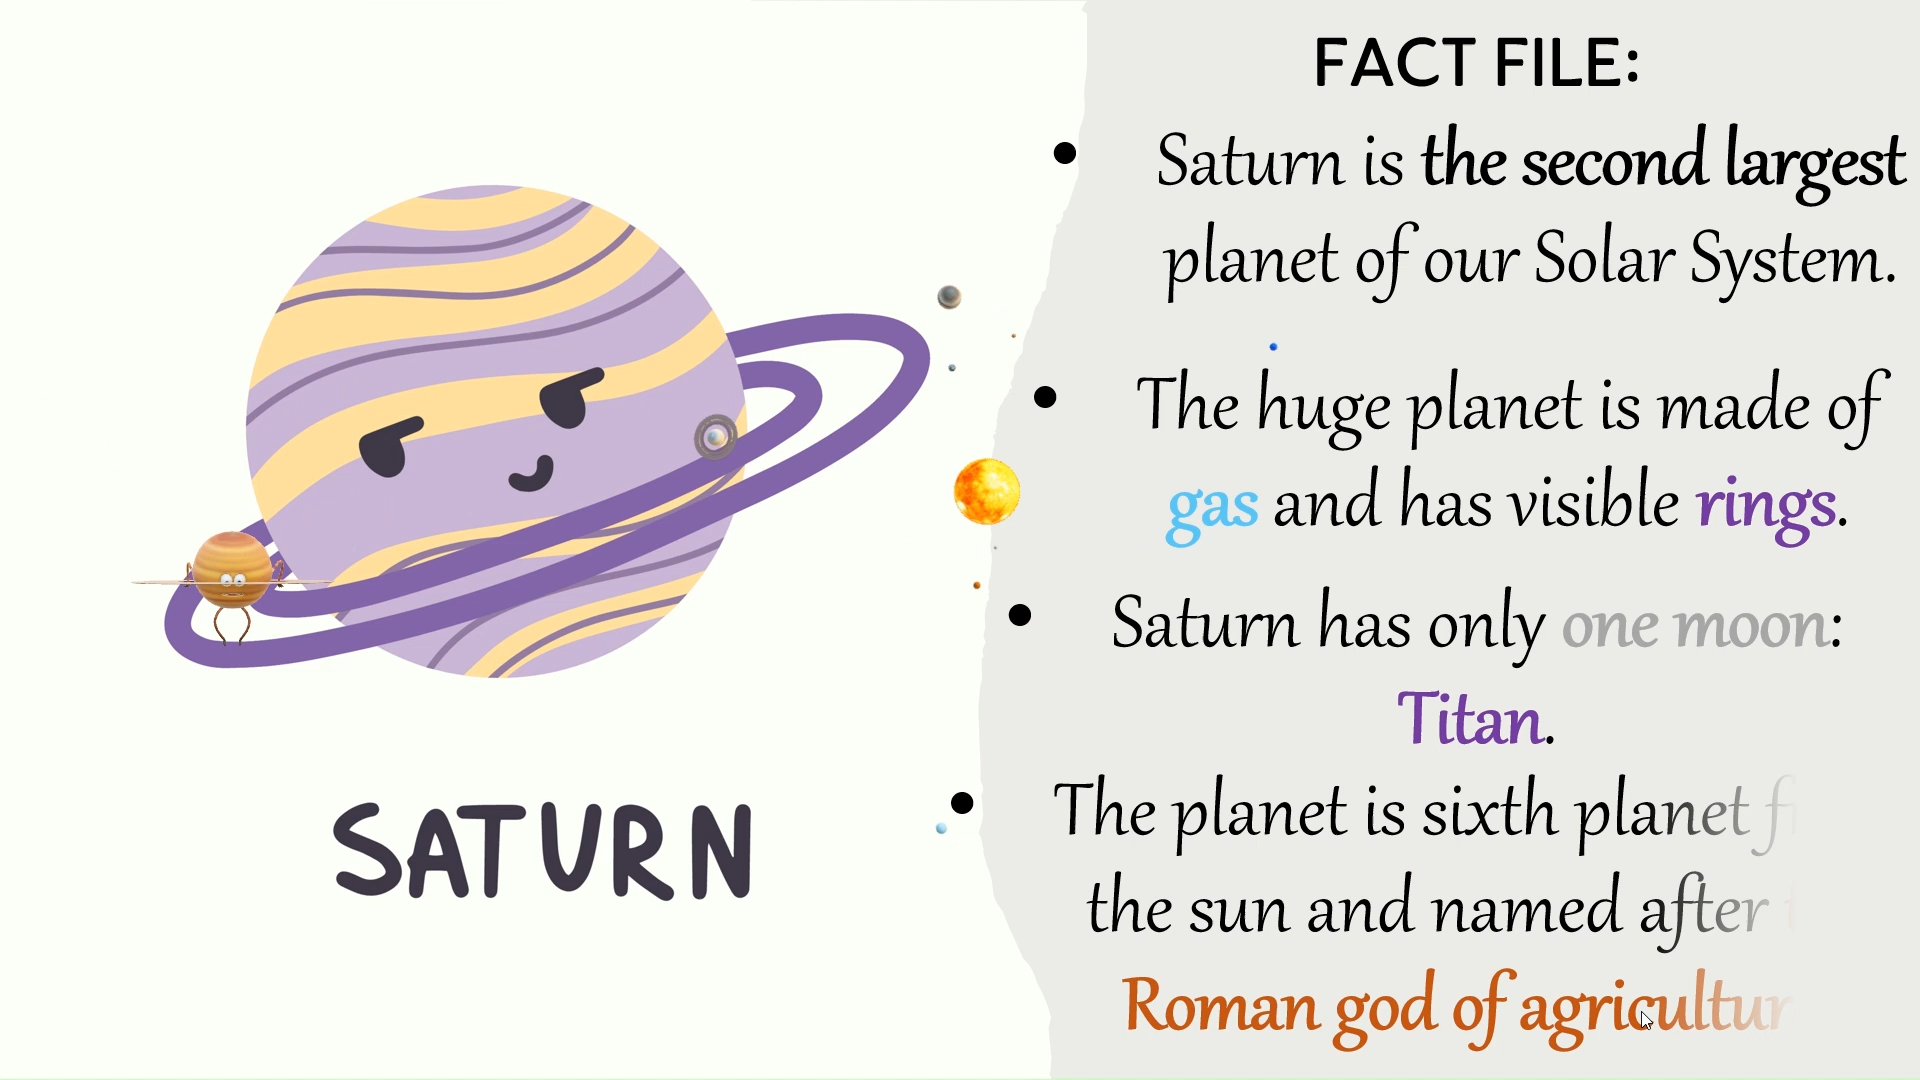 FACT FILE:
• Saturn is the second largest
planet of our Solar System.
• The huge planet is made of
gas and has visible rings.
• Saturn has only one moon:
Titan.
• The planet is sixth planet
the sun and named after
Roman god of agricultur
SATURN